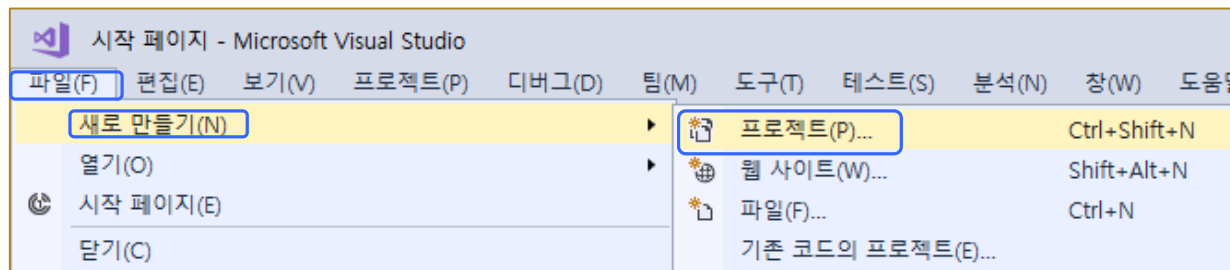 시작 페이지 - Microsoft Visual Studio
파일(F) 편집(E) 보기(V) 프로젝트(P) 디버그(D) 팀(M) 도구(T) 테스트(S) 분석(N) 창(W)
새로 만들기(N) 프로젝트(P)... Ctrl+Shift+N
열기(O) 웹 사이트(W)... Shift+Alt+N
시작 페이지(E) 파일(F)... Ctrl+N
닫기(C) 기존 코드의 프로젝트(E)...